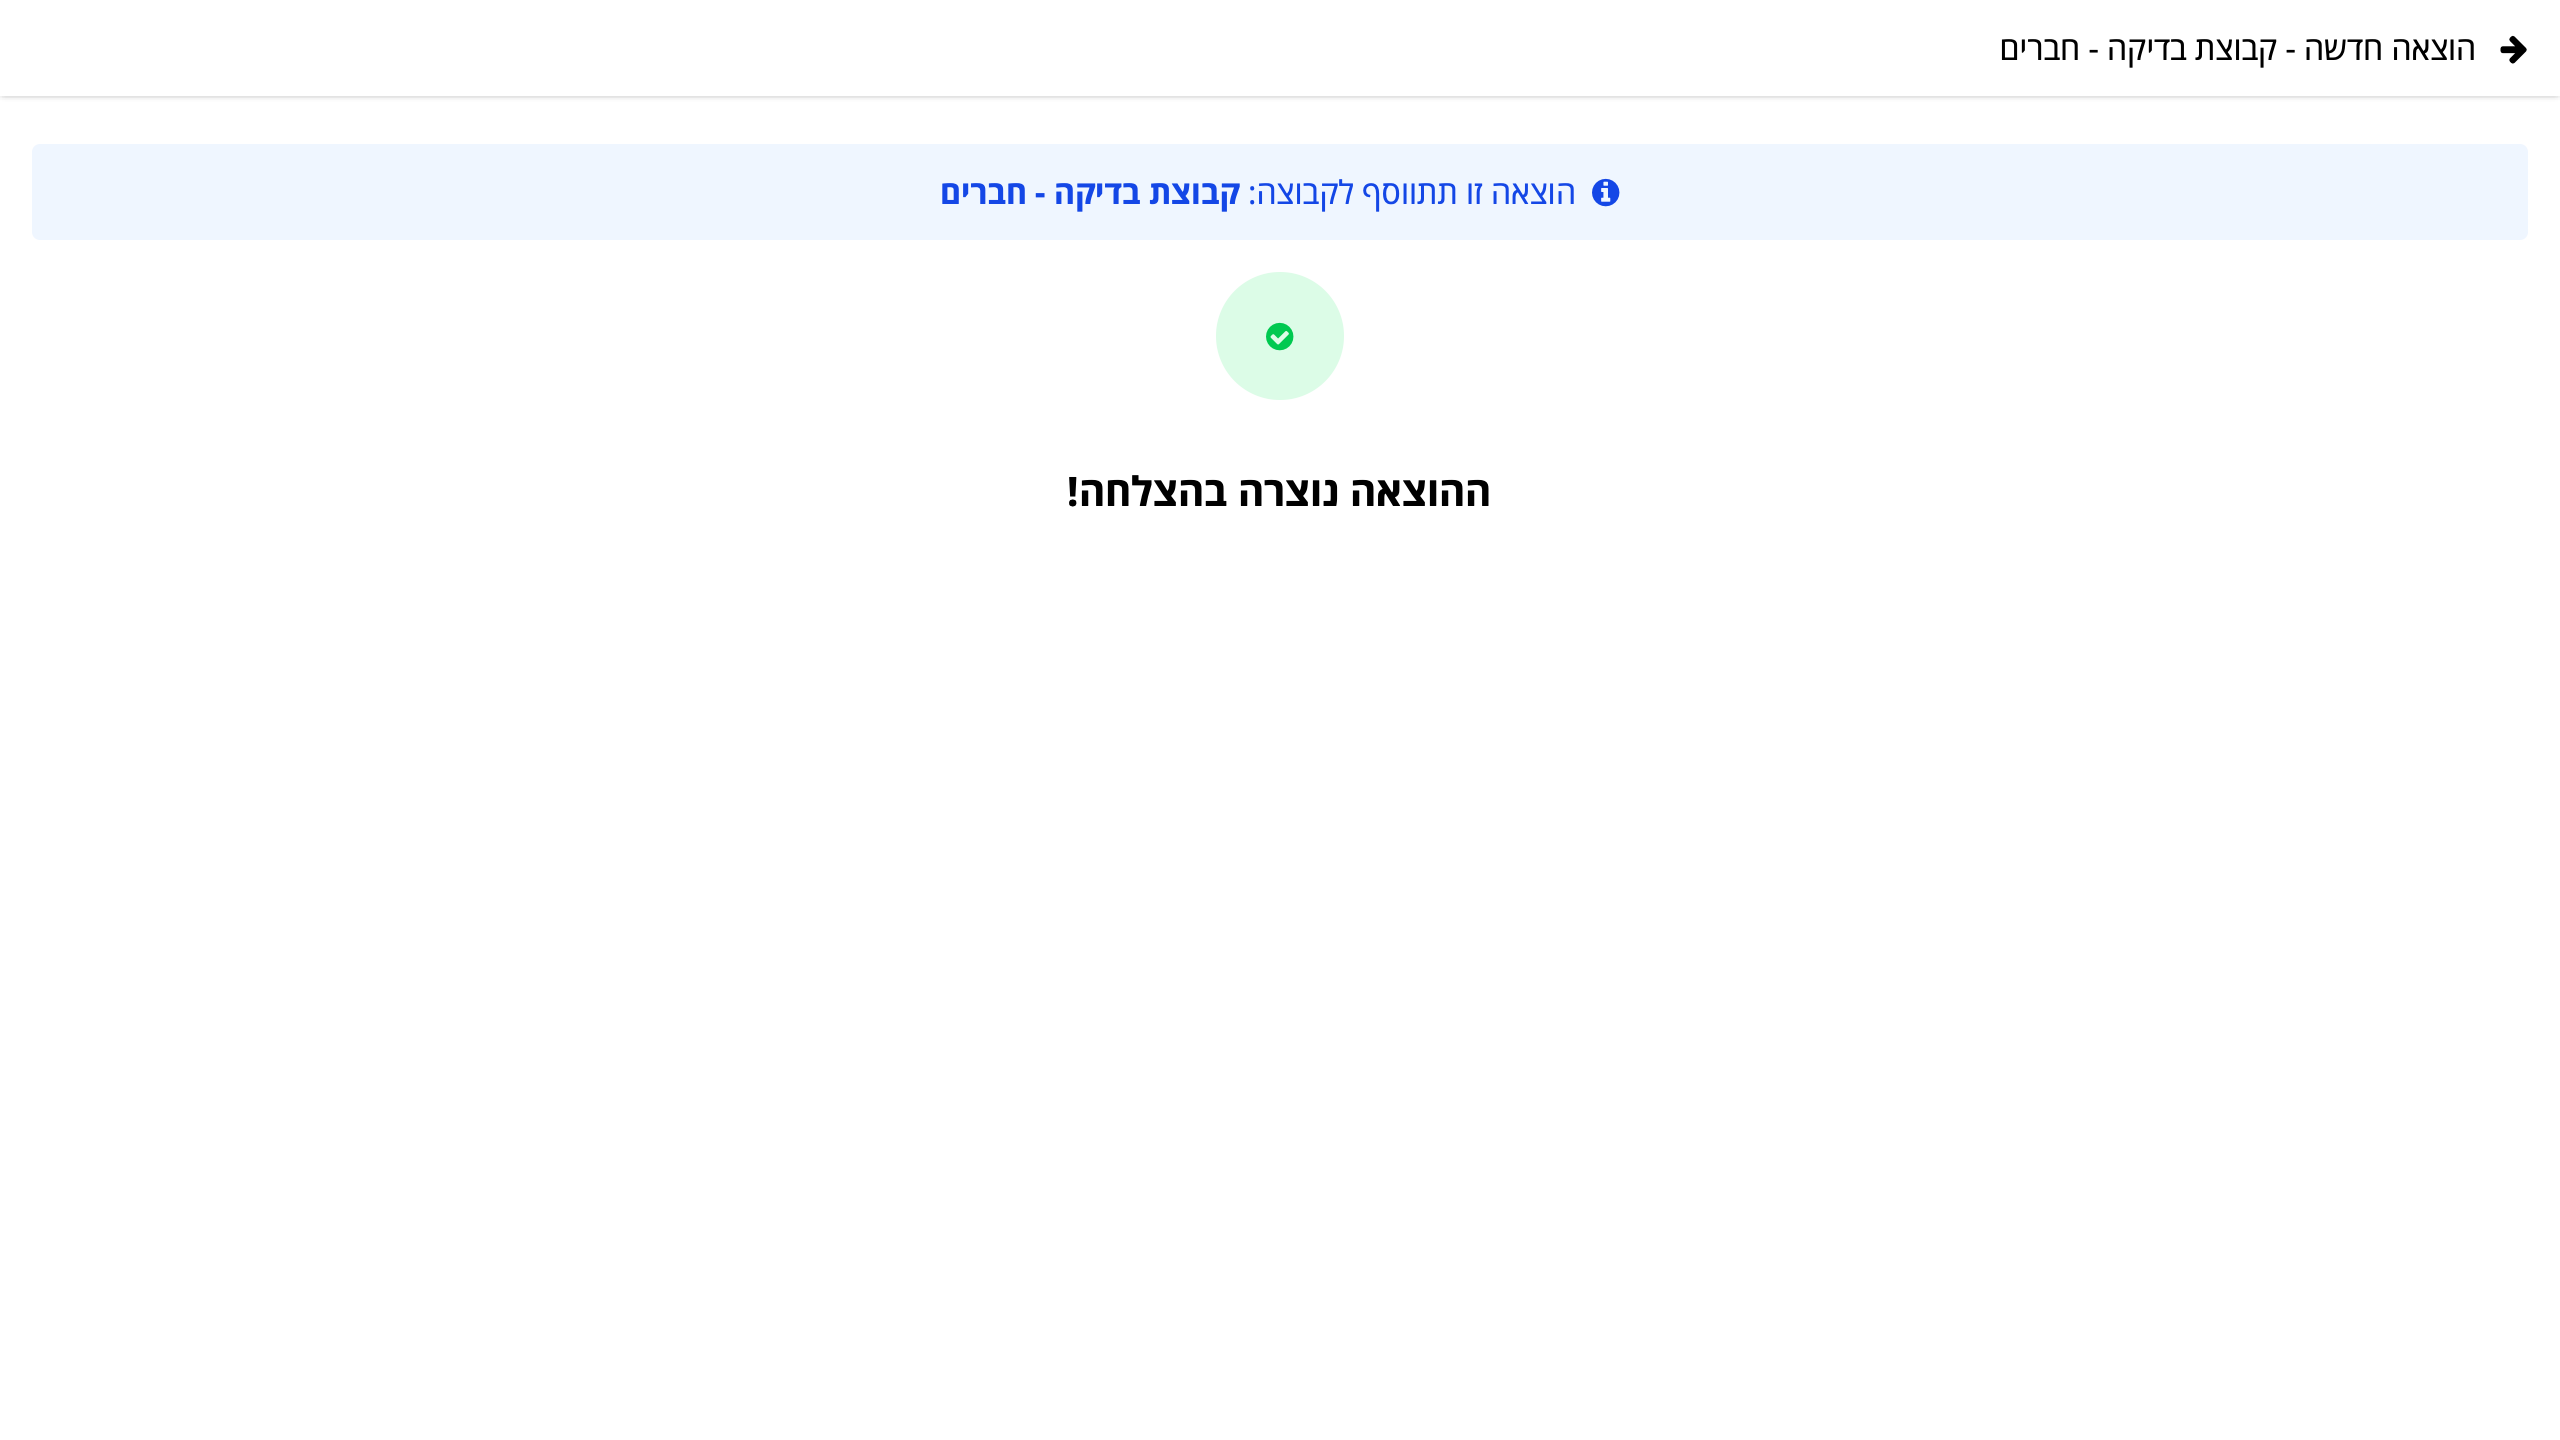 הוצאה חדשה - קבוצת בדיקה - חברים
הוצאה זו תתווסף לקבוצה: קבוצת בדיקה - חברים
ההוצאה נוצרה בהצלחה!